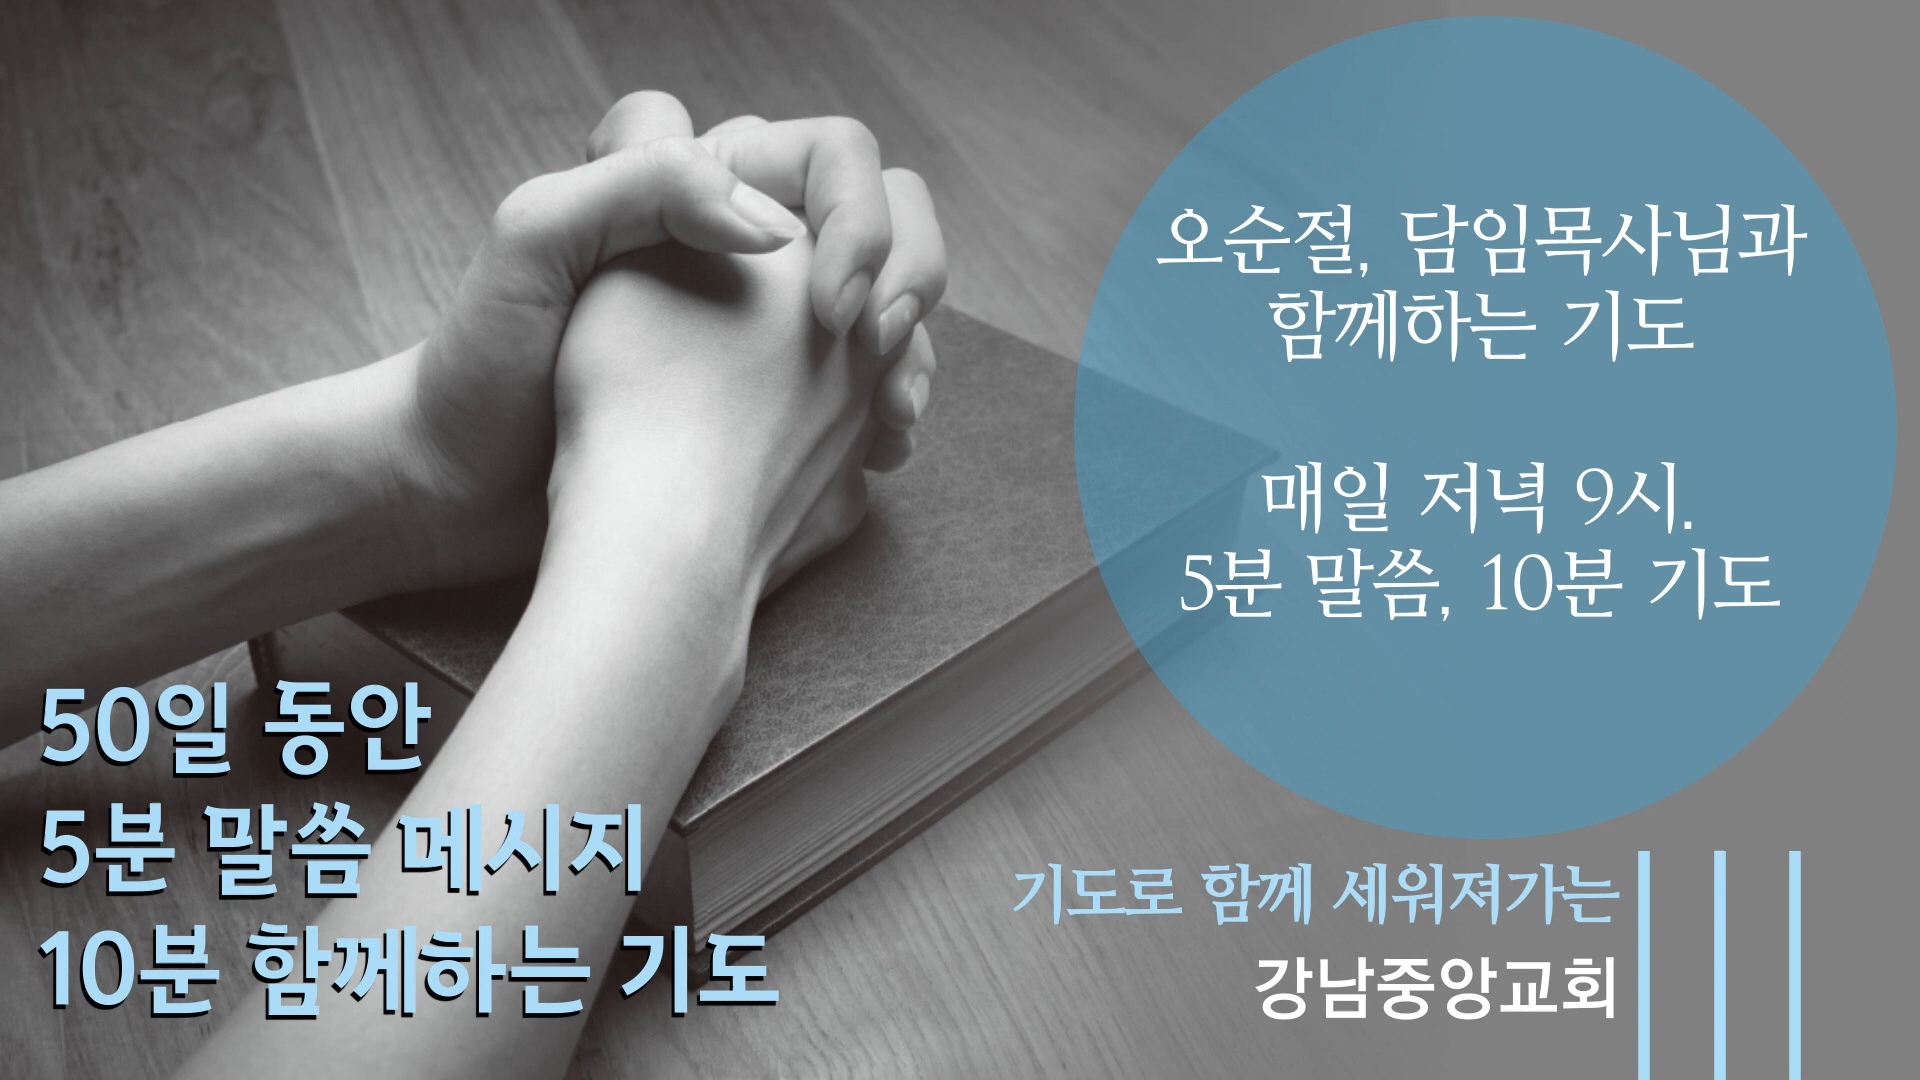 오순절, 담임목사님과
함께하는 기도
매일 저녁 9시.
5분 말씀, 10분 기도
50일 동안
5분 말씀 메시지
10분 함께하는 기도
기도로 함께 세워져가는
강남중앙교회